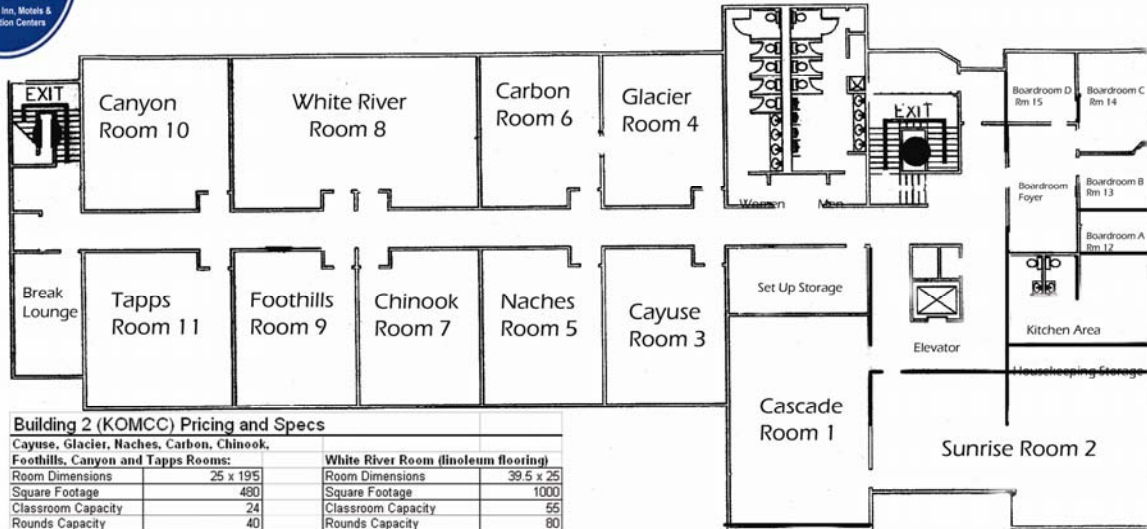 Inn, Motels &
tion Centers
EXIT
Canyon
Room 10
White River
Room 8
Carbon
Room 6
Glacier
Room 4
EXIT
Boardroom D
Rm 15
Boardroom C
Rm 14
Boardroom B
Rm 13
Boardroom
Foyer
Boardroom A
Rm 12
Women
Men
Break
Lounge
Tapps
Room 11
Foothills
Room 9
Chinook
Room 7
Naches
Room 5
Cayuse
Room 3
Set Up Storage
Elevator
Kitchen Area
Housekeeping Storage
Cascade
Room 1
Sunrise Room 2
Building 2 (KOMCC) Pricing and Specs
Cayuse, Glacier, Naches, Carbon, Chinook,
Foothills, Canyon and Tapps Rooms: White River Room (linoleum flooring)
Room Dimensions 25 x 195 Room Dimensions 39.5 x 25
Square Footage 480 Square Footage 1000
Classroom Capacity 24 Classroom Capacity 55
Rounds Capacity 40 Rounds Capacity 80